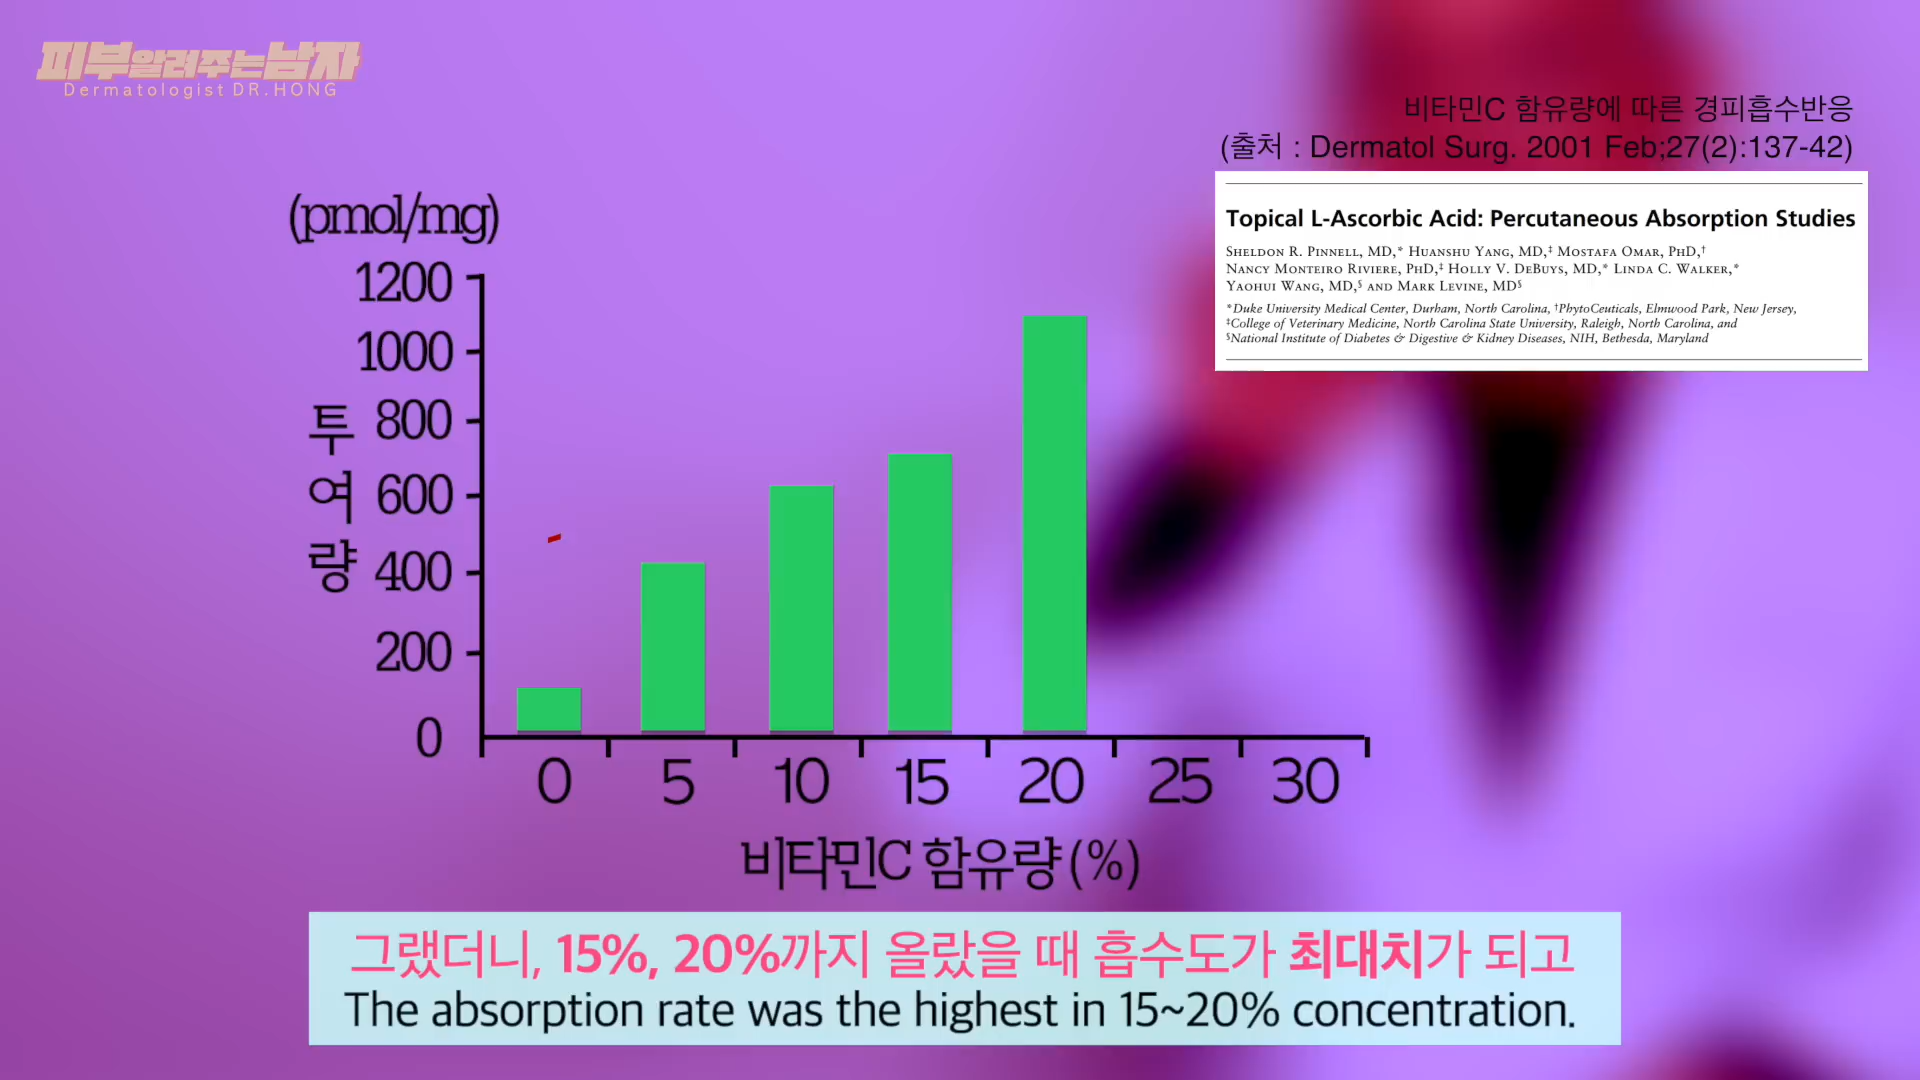 피부알려주는남자
Dermatologist DR.HONG
비타민C 함유량에 따른 경피흡수반응
(출처 : Dermatol Surg. 2001 Feb;27(2):137-42)
Topical L-Ascorbic Acid: Percutaneous Absorption Studies
Sheldon R. Pinnell, MD,* Huanshu Yang, MD,‡ Mostafa Omar, PhD,†
Nancy Monteiro Riviere, PhD,‡ Holly V. DeBuys, MD,* Linda C. Walker,*
Yaohui Wang, MD,§ and Mark Levine, MD§
*Duke University Medical Center, Durham, North Carolina, †PhytoCeuticals, Elmwood Park, New Jersey,
‡College of Veterinary Medicine, North Carolina State University, Raleigh, North Carolina, and
§National Institute of Diabetes & Digestive & Kidney Diseases, NIH, Bethesda, Maryland
(pmol/mg)
1200
1000
800
600
400
200
0
투여량
0 5 10 15 20 25 30
비타민C 함유량 (%)
그랬더니, 15%, 20%까지 올랐을 때 흡수도가 최대치가 되고
The absorption rate was the highest in 15~20% concentration.